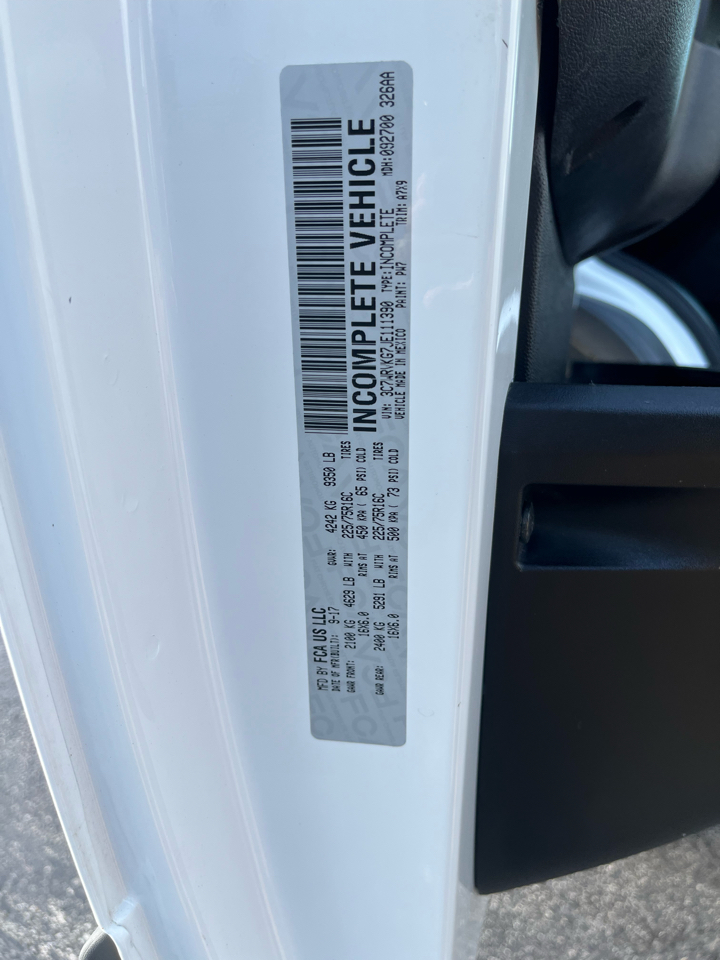 MFD BY FCA US LLC
DATE OF MFR(BUILT): 9-17 GVWR: 4242 KG 9350 LB
GAWR FRONT: 2100 KG 4629 LB WITH 225/75R16C TIRES
16X6.0 RIMS AT 450 KPA ( 65 PSI) COLD
GAWR REAR: 2400 KG 5291 LB WITH 225/75R16C TIRES
16X6.0 RIMS AT 500 KPA ( 73 PSI) COLD
INCOMPLETE VEHICLE
VIN: 3C7WRVKG7JE111390 TYPE:INCOMPLETE MDH:092700 326AA
VEHICLE MADE IN MEXICO PAINT: PW7 TRIM: A7X9